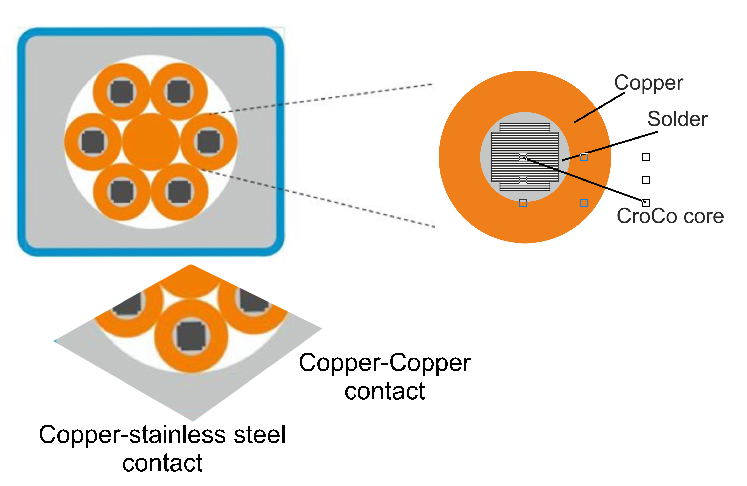 Copper
Solder
CroCo core
Copper-Copper
contact
Copper-stainless steel
contact